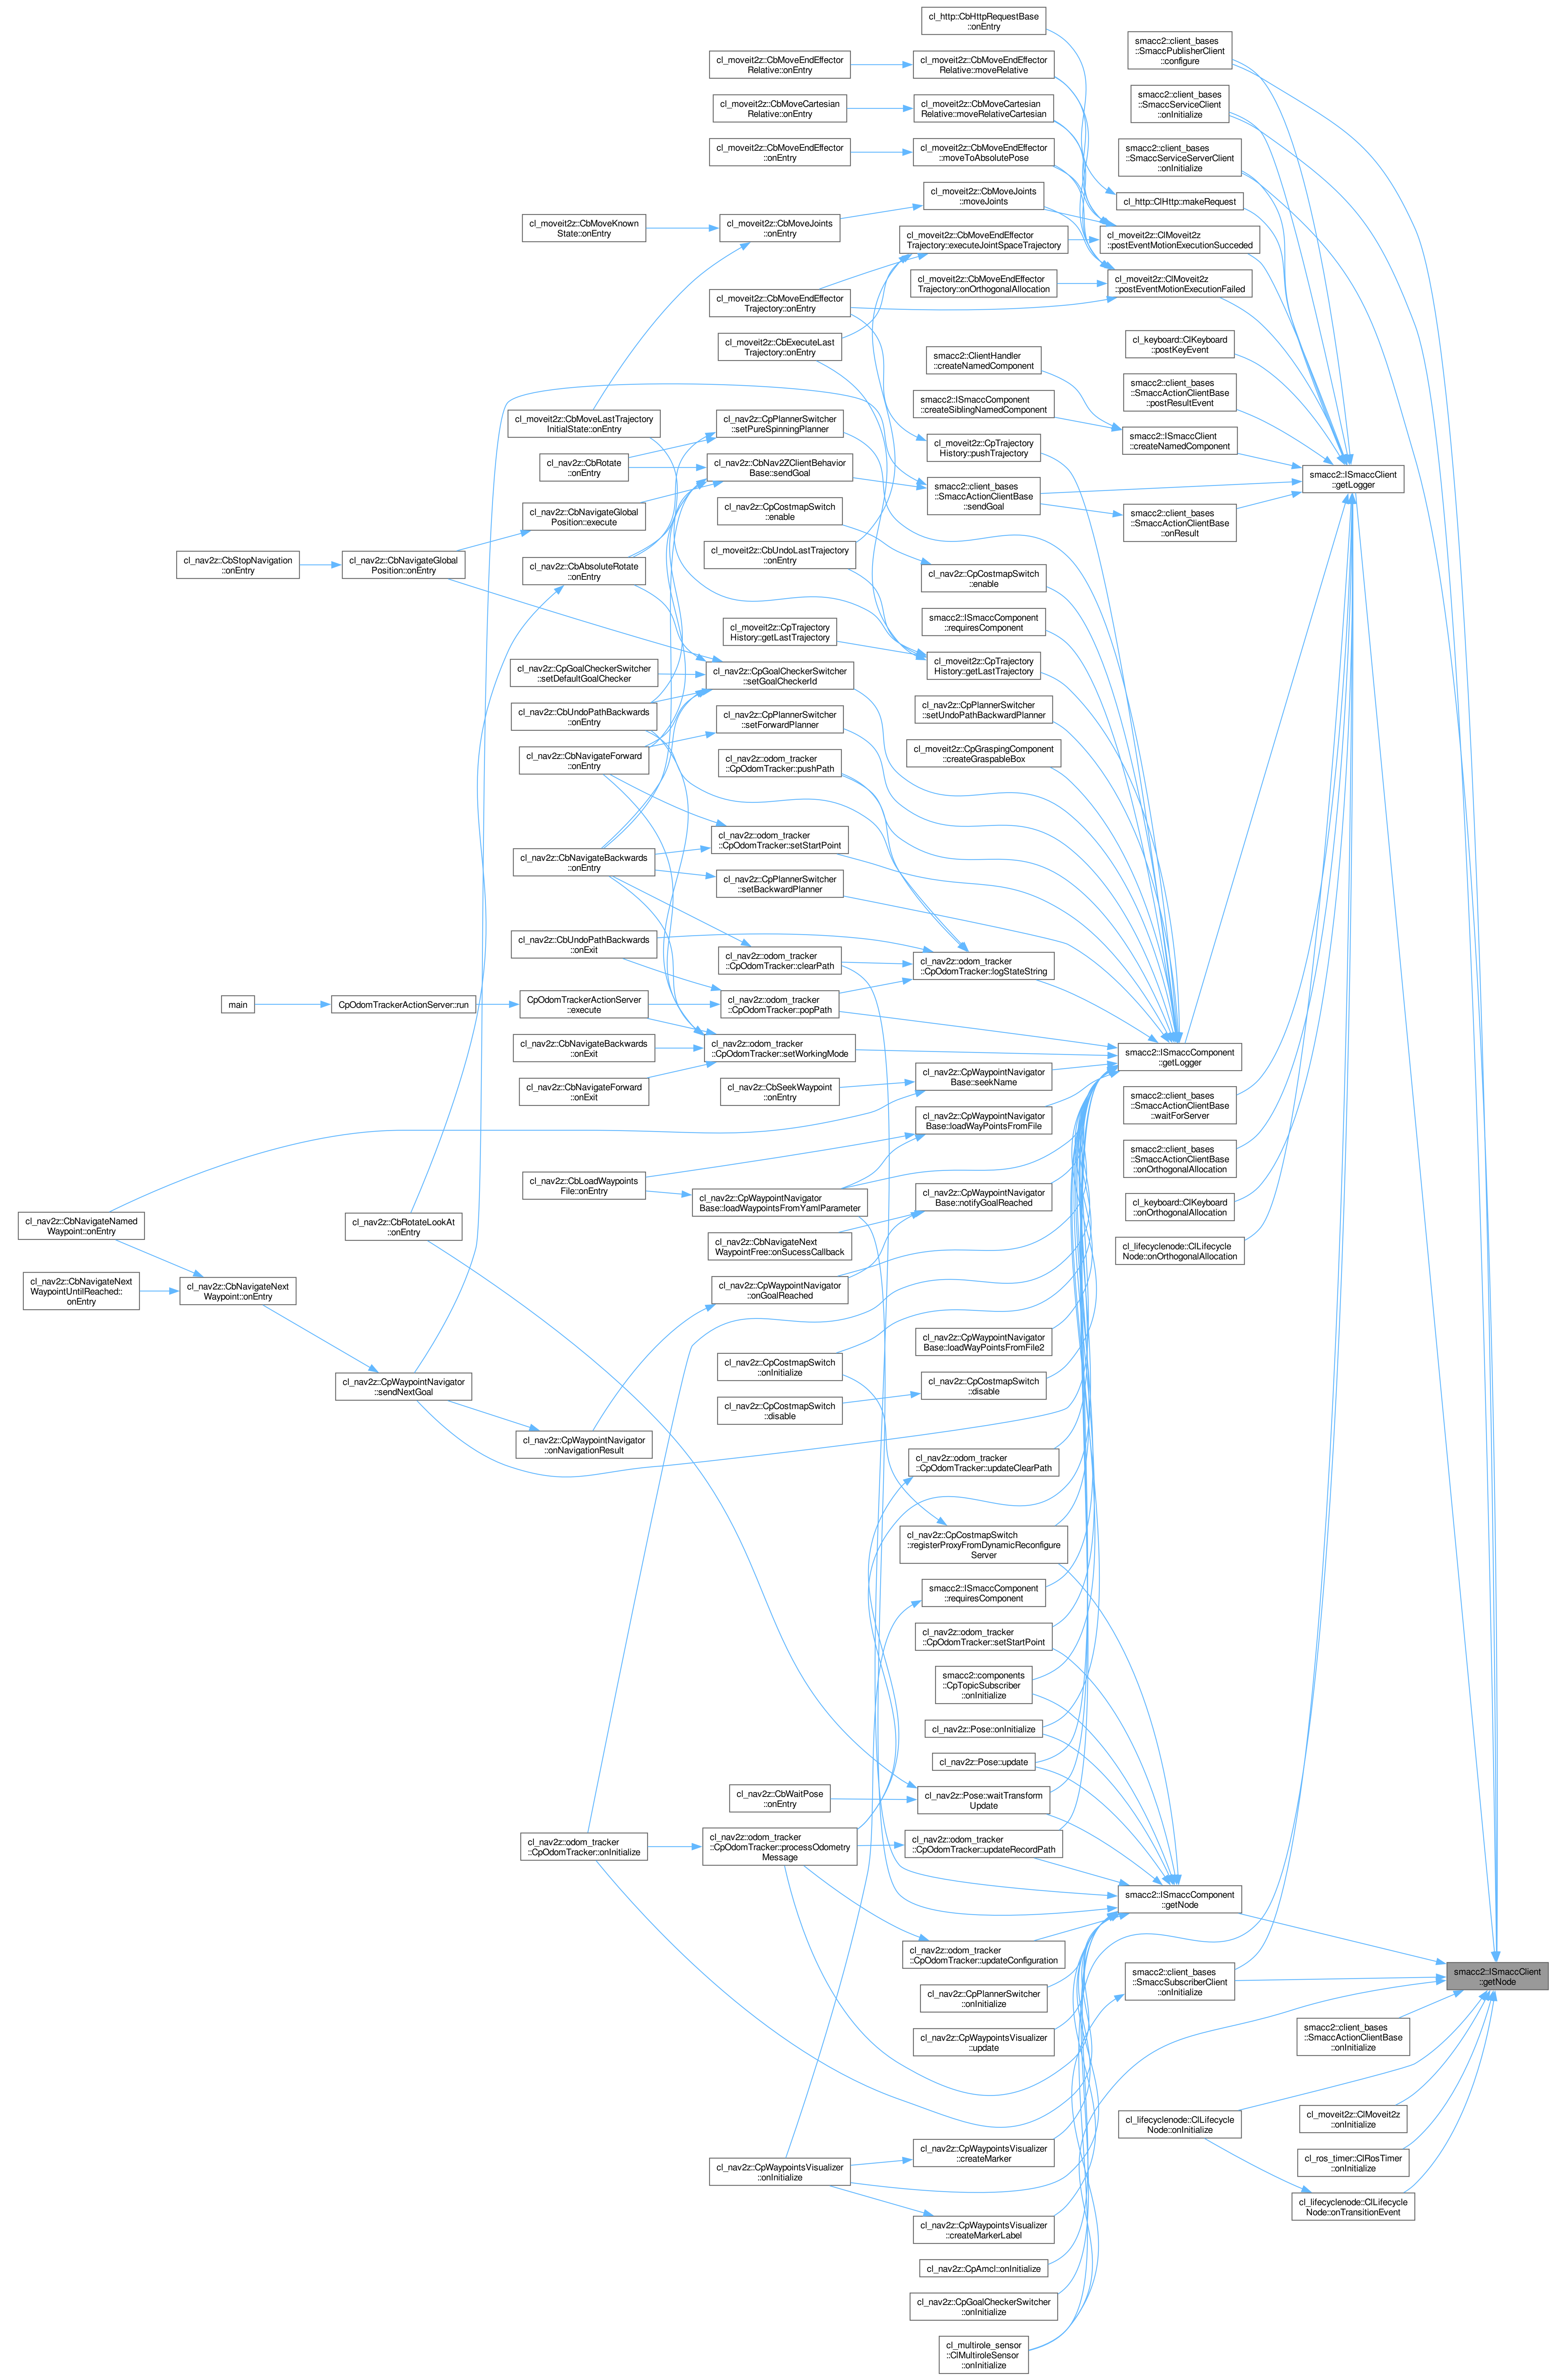 cl_http::CbHttpRequestBase
::onEntry
cl_moveit2z::CbMoveEndEffector
Relative::onEntry
cl_moveit2z::CbMoveEndEffector
Relative::moveRelative
smacc2::client_bases
::SmaccPublisherClient
::configure
cl_moveit2z::CbMoveCartesian
Relative::onEntry
cl_moveit2z::CbMoveCartesian
Relative::moveRelativeCartesian
smacc2::client_bases
::SmaccServiceClient
::onInitialize
cl_moveit2z::CbMoveEndEffector
::onEntry
cl_moveit2z::CbMoveEndEffector
::moveToAbsolutePose
smacc2::client_bases
::SmaccServiceServerClient
::onInitialize
cl_moveit2z::CbMoveJoints
::moveJoints
cl_http::ClHttp::makeRequest
cl_moveit2z::CbMoveKnown
State::onEntry
cl_moveit2z::CbMoveJoints
::onEntry
cl_moveit2z::CbMoveEndEffector
Trajectory::executeJointSpaceTrajectory
cl_moveit2z::ClMoveit2z
::postEventMotionExecutionSucceded
cl_moveit2z::CbMoveEndEffector
Trajectory::onOrthogonalAllocation
cl_moveit2z::ClMoveit2z
::postEventMotionExecutionFailed
cl_moveit2z::CbMoveEndEffector
Trajectory::onEntry
cl_moveit2z::CbExecuteLast
Trajectory::onEntry
cl_keyboard::ClKeyboard
::postKeyEvent
smacc2::ClientHandler
::createNamedComponent
smacc2::client_bases
::SmaccActionClientBase
::postResultEvent
smacc2::ISmaccComponent
::createSiblingNamedComponent
cl_moveit2z::CbMoveLastTrajectory
InitialState::onEntry
cl_nav2z::CpPlannerSwitcher
::setPureSpinningPlanner
cl_moveit2z::CpTrajectory
History::pushTrajectory
smacc2::ISmaccClient
::createNamedComponent
cl_nav2z::CbRotate
::onEntry
cl_nav2z::CbNav2ZClientBehavior
Base::sendGoal
smacc2::client_bases
::SmaccActionClientBase
::sendGoal
smacc2::ISmaccClient
::getLogger
cl_nav2z::CbNavigateGlobal
Position::execute
cl_nav2z::CpCostmapSwitch
::enable
smacc2::client_bases
::SmaccActionClientBase
::onResult
cl_nav2z::CbStopNavigation
::onEntry
cl_nav2z::CbNavigateGlobal
Position::onEntry
cl_nav2z::CbAbsoluteRotate
::onEntry
cl_moveit2z::CbUndoLastTrajectory
::onEntry
cl_nav2z::CpCostmapSwitch
::enable
smacc2::ISmaccComponent
::requiresComponent
cl_moveit2z::CpTrajectory
History::getLastTrajectory
cl_moveit2z::CpTrajectory
History::getLastTrajectory
cl_nav2z::CpGoalCheckerSwitcher
::setDefaultGoalChecker
cl_nav2z::CpGoalCheckerSwitcher
::setGoalCheckerId
cl_nav2z::CbUndoPathBackwards
::onEntry
cl_nav2z::CpPlannerSwitcher
::setForwardPlanner
cl_nav2z::CpPlannerSwitcher
::setUndoPathBackwardPlanner
cl_nav2z::CbNavigateForward
::onEntry
cl_nav2z::odom_tracker
::CpOdomTracker::pushPath
cl_moveit2z::CpGraspingComponent
::createGraspableBox
cl_nav2z::CbNavigateBackwards
::onEntry
cl_nav2z::odom_tracker
::CpOdomTracker::setStartPoint
cl_nav2z::CpPlannerSwitcher
::setBackwardPlanner
cl_nav2z::CbUndoPathBackwards
::onExit
cl_nav2z::odom_tracker
::CpOdomTracker::clearPath
cl_nav2z::odom_tracker
::CpOdomTracker::logStateString
main
CpOdomTrackerActionServer::run
CpOdomTrackerActionServer
::execute
cl_nav2z::odom_tracker
::CpOdomTracker::popPath
cl_nav2z::CbNavigateBackwards
::onExit
cl_nav2z::odom_tracker
::CpOdomTracker::setWorkingMode
smacc2::ISmaccComponent
::getLogger
cl_nav2z::CbNavigateForward
::onExit
cl_nav2z::CbSeekWaypoint
::onEntry
cl_nav2z::CpWaypointNavigator
Base::seekName
smacc2::client_bases
::SmaccActionClientBase
::waitForServer
cl_nav2z::CpWaypointNavigator
Base::loadWayPointsFromFile
smacc2::client_bases
::SmaccActionClientBase
::onOrthogonalAllocation
cl_nav2z::CbLoadWaypoints
File::onEntry
cl_nav2z::CpWaypointNavigator
Base::loadWaypointsFromYamlParameter
cl_nav2z::CpWaypointNavigator
Base::notifyGoalReached
cl_keyboard::ClKeyboard
::onOrthogonalAllocation
cl_nav2z::CbNavigateNamed
Waypoint::onEntry
cl_nav2z::CbRotateLookAt
::onEntry
cl_nav2z::CbNavigateNext
WaypointFree::onSucessCallback
cl_lifecyclenode::ClLifecycle
Node::onOrthogonalAllocation
cl_nav2z::CbNavigateNext
WaypointUntilReached::
onEntry
cl_nav2z::CbNavigateNext
Waypoint::onEntry
cl_nav2z::CpWaypointNavigator
::onGoalReached
cl_nav2z::CpWaypointNavigator
Base::loadWayPointsFromFile2
cl_nav2z::CpWaypointNavigator
::sendNextGoal
cl_nav2z::CpCostmapSwitch
::onInitialize
cl_nav2z::CpCostmapSwitch
::disable
cl_nav2z::CpCostmapSwitch
::disable
cl_nav2z::CpWaypointNavigator
::onNavigationResult
cl_nav2z::odom_tracker
::CpOdomTracker::updateClearPath
cl_nav2z::CpCostmapSwitch
::registerProxyFromDynamicReconfigure
Server
smacc2::ISmaccComponent
::requiresComponent
cl_nav2z::odom_tracker
::CpOdomTracker::setStartPoint
smacc2::components
::CpTopicSubscriber
::onInitialize
cl_nav2z::Pose::onInitialize
cl_nav2z::Pose::update
cl_nav2z::CbWaitPose
::onEntry
cl_nav2z::Pose::waitTransform
Update
cl_nav2z::odom_tracker
::CpOdomTracker::onInitialize
cl_nav2z::odom_tracker
::CpOdomTracker::processOdometry
Message
cl_nav2z::odom_tracker
::CpOdomTracker::updateRecordPath
smacc2::ISmaccComponent
::getNode
cl_nav2z::odom_tracker
::CpOdomTracker::updateConfiguration
smacc2::client_bases
::SmaccSubscriberClient
::onInitialize
smacc2::ISmaccClient
::getNode
cl_nav2z::CpPlannerSwitcher
::onInitialize
cl_nav2z::CpWaypointsVisualizer
::update
smacc2::client_bases
::SmaccActionClientBase
::onInitialize
cl_lifecyclenode::ClLifecycle
Node::onInitialize
cl_moveit2z::ClMoveit2z
::onInitialize
cl_nav2z::CpWaypointsVisualizer
::onInitialize
cl_nav2z::CpWaypointsVisualizer
::createMarker
cl_ros_timer::ClRosTimer
::onInitialize
cl_lifecyclenode::ClLifecycle
Node::onTransitionEvent
cl_nav2z::CpWaypointsVisualizer
::createMarkerLabel
cl_nav2z::CpAmcl::onInitialize
cl_nav2z::CpGoalCheckerSwitcher
::onInitialize
cl_multirole_sensor
::ClMultiroleSensor
::onInitialize